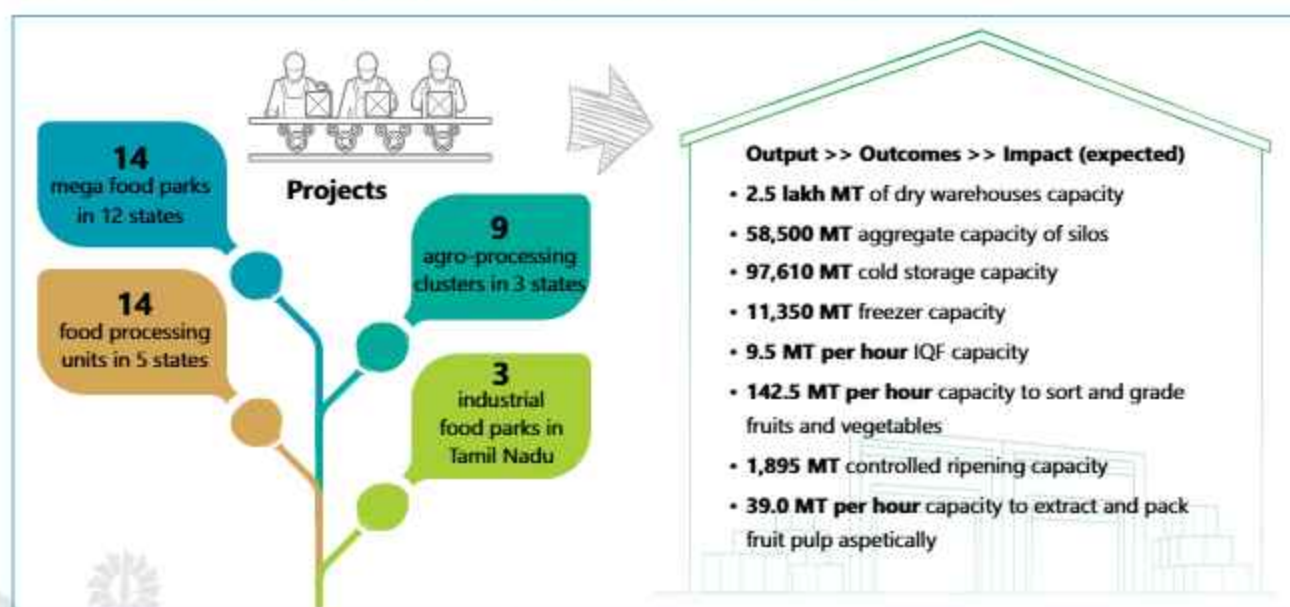 Projects
14
mega food parks
in 12 states
9
agro-processing
clusters in 3 states
14
food processing
units in 5 states
3
industrial
food parks in
Tamil Nadu
Output >> Outcomes >> Impact (expected)
• 2.5 lakh MT of dry warehouses capacity
• 58,500 MT aggregate capacity of silos
• 97,610 MT cold storage capacity
• 11,350 MT freezer capacity
• 9.5 MT per hour IQF capacity
• 142.5 MT per hour capacity to sort and grade
fruits and vegetables
• 1,895 MT controlled ripening capacity
• 39.0 MT per hour capacity to extract and pack
fruit pulp aspetically